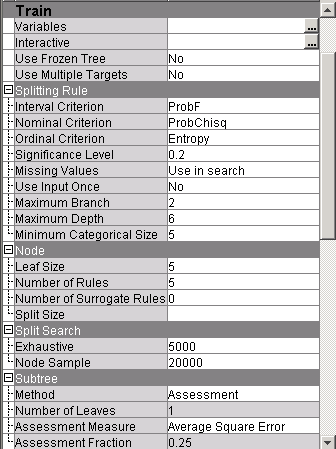 Train
Variables ...
Interactive ...
Use Frozen Tree No
Use Multiple Targets No
Splitting Rule
Interval Criterion ProbF
Nominal Criterion ProbChisq
Ordinal Criterion Entropy
Significance Level 0.2
Missing Values Use in search
Use Input Once No
Maximum Branch 2
Maximum Depth 6
Minimum Categorical Size 5
Node
Leaf Size 5
Number of Rules 5
Number of Surrogate Rules 0
Split Size
Split Search
Exhaustive 5000
Node Sample 20000
Subtree
Method Assessment
Number of Leaves 1
Assessment Measure Average Square Error
Assessment Fraction 0.25